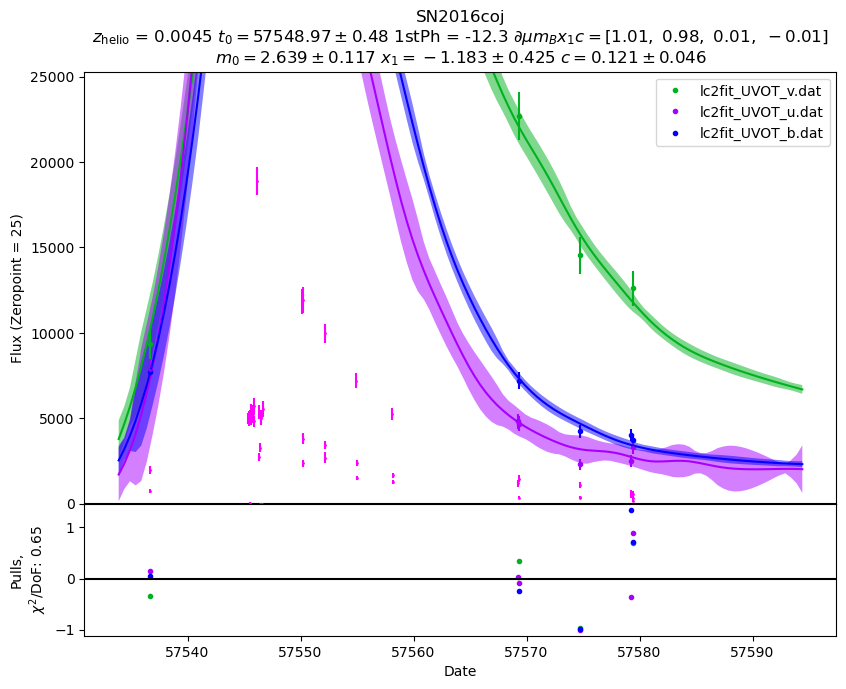 SN2016coj
z_helio = 0.0045 t_0 = 57548.97 ± 0.48 1stPh = -12.3 ∂μm_Bx_1c = [1.01, 0.98, 0.01, −0.01]
m_0 = 2.639 ± 0.117 x_1 = −1.183 ± 0.425 c = 0.121 ± 0.046
lc2fit_UVOT_v.dat
lc2fit_UVOT_u.dat
lc2fit_UVOT_b.dat
Flux (Zeropoint = 25)
25000
20000
15000
10000
5000
0
Pulls,
χ²/DoF: 0.65
1
0
−1
57540 57550 57560 57570 57580 57590
Date